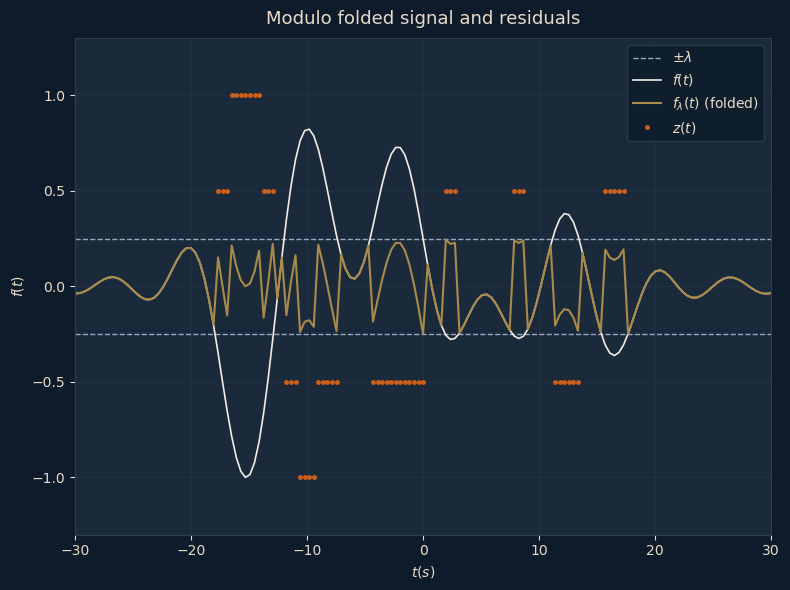 Modulo folded signal and residuals
±λ
f(t)
f_λ(t) (folded)
z(t)
1.0
0.5
0.0
−0.5
−1.0
f(t)
−30 −20 −10 0 10 20 30
t(s)